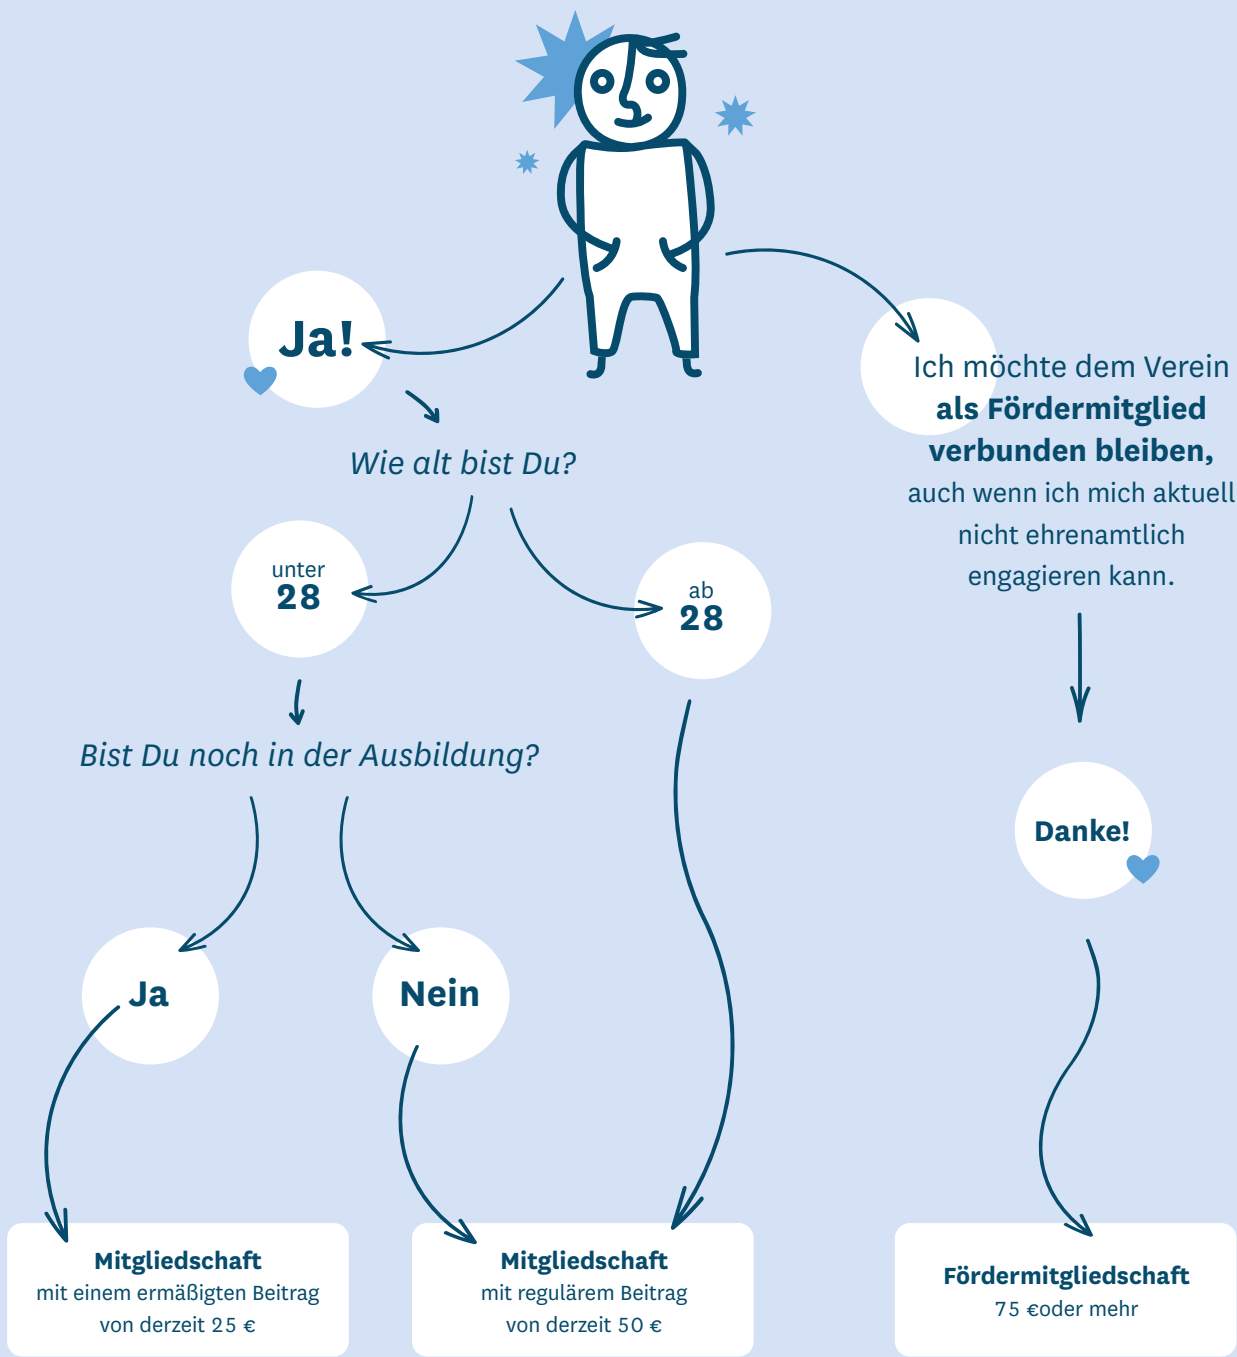 Ja!
Ich möchte dem Verein
als Fördermitglied
verbunden bleiben,
auch wenn ich mich aktuell
nicht ehrenamtlich
engagieren kann.
Wie alt bist Du?
unter
28
ab
28
Bist Du noch in der Ausbildung?
Danke!
Ja
Nein
Mitgliedschaft
mit einem ermäßigten Beitrag
von derzeit 25 €
Mitgliedschaft
mit regulärem Beitrag
von derzeit 50 €
Fördermitgliedschaft
75 €oder mehr